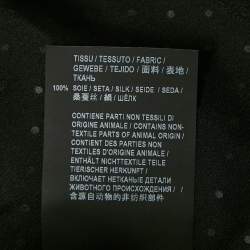 TISSU / TESSUTO / FABRIC /
GEWEBE / TEJIDO / 面料 / 表地 /
ТКАНЬ
100% SOIE / SETA / SILK / SEIDE / SEDA /
桑蚕丝 / 絹 / ШЁЛК
CONTIENE PARTI NON TESSILI DI
ORIGINE ANIMALE / CONTAINS NON-
TEXTILE PARTS OF ANIMAL ORIGIN /
CONTIENT DES PARTIES NON
TEXTILES D'ORIGINE ANIMALE /
ENTHÄLT NICHTTEXTILE TEILE
TIERISCHER HERKUNFT /
ВКЛЮЧАЕТ НЕТКАНЫЕ ДЕТАЛИ
ЖИВОТНОГО ПРОИСХОЖДЕНИЯ /
含源自动物的非纺织部件